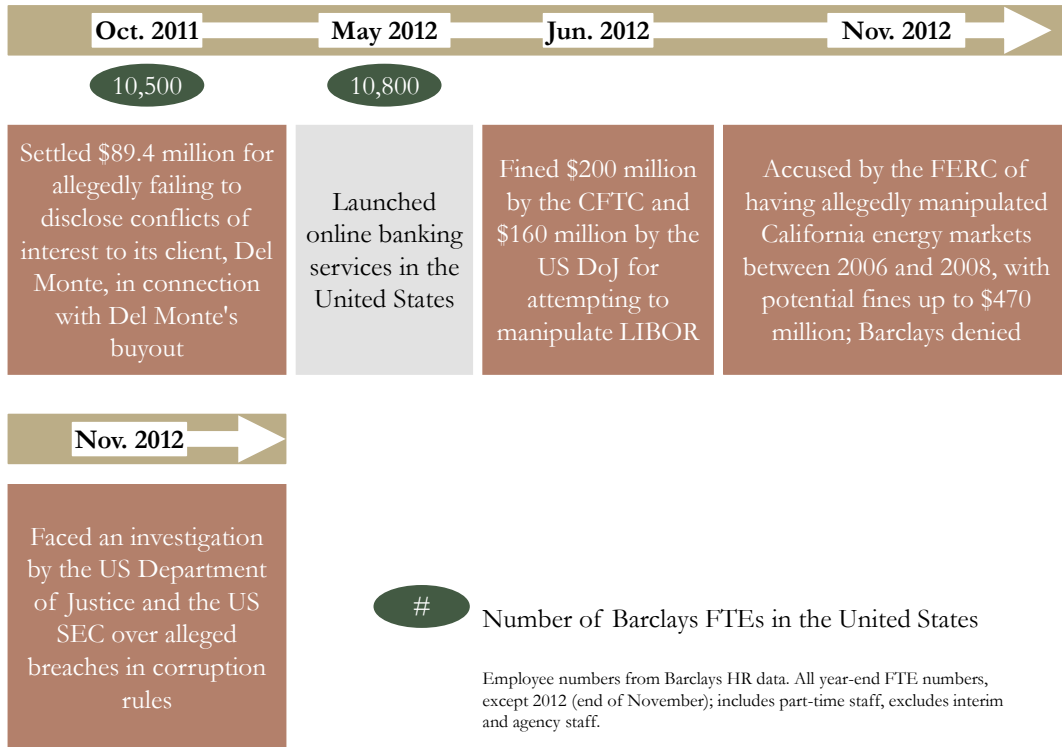 Oct. 2011
May 2012
Jun. 2012
Nov. 2012
10,500
10,800
Settled $89.4 million for
allegedly failing to
disclose conflicts of
interest to its client, Del
Monte, in connection
with Del Monte's
buyout
Launched
online banking
services in the
United States
Fined $200 million
by the CFTC and
$160 million by the
US DoJ for
attempting to
manipulate LIBOR
Accused by the FERC of
having allegedly manipulated
California energy markets
between 2006 and 2008, with
potential fines up to $470
million; Barclays denied
Nov. 2012
Faced an investigation
by the US Department
of Justice and the US
SEC over alleged
breaches in corruption
rules
#
Number of Barclays FTEs in the United States
Employee numbers from Barclays HR data. All year-end FTE numbers,
except 2012 (end of November); includes part-time staff, excludes interim
and agency staff.